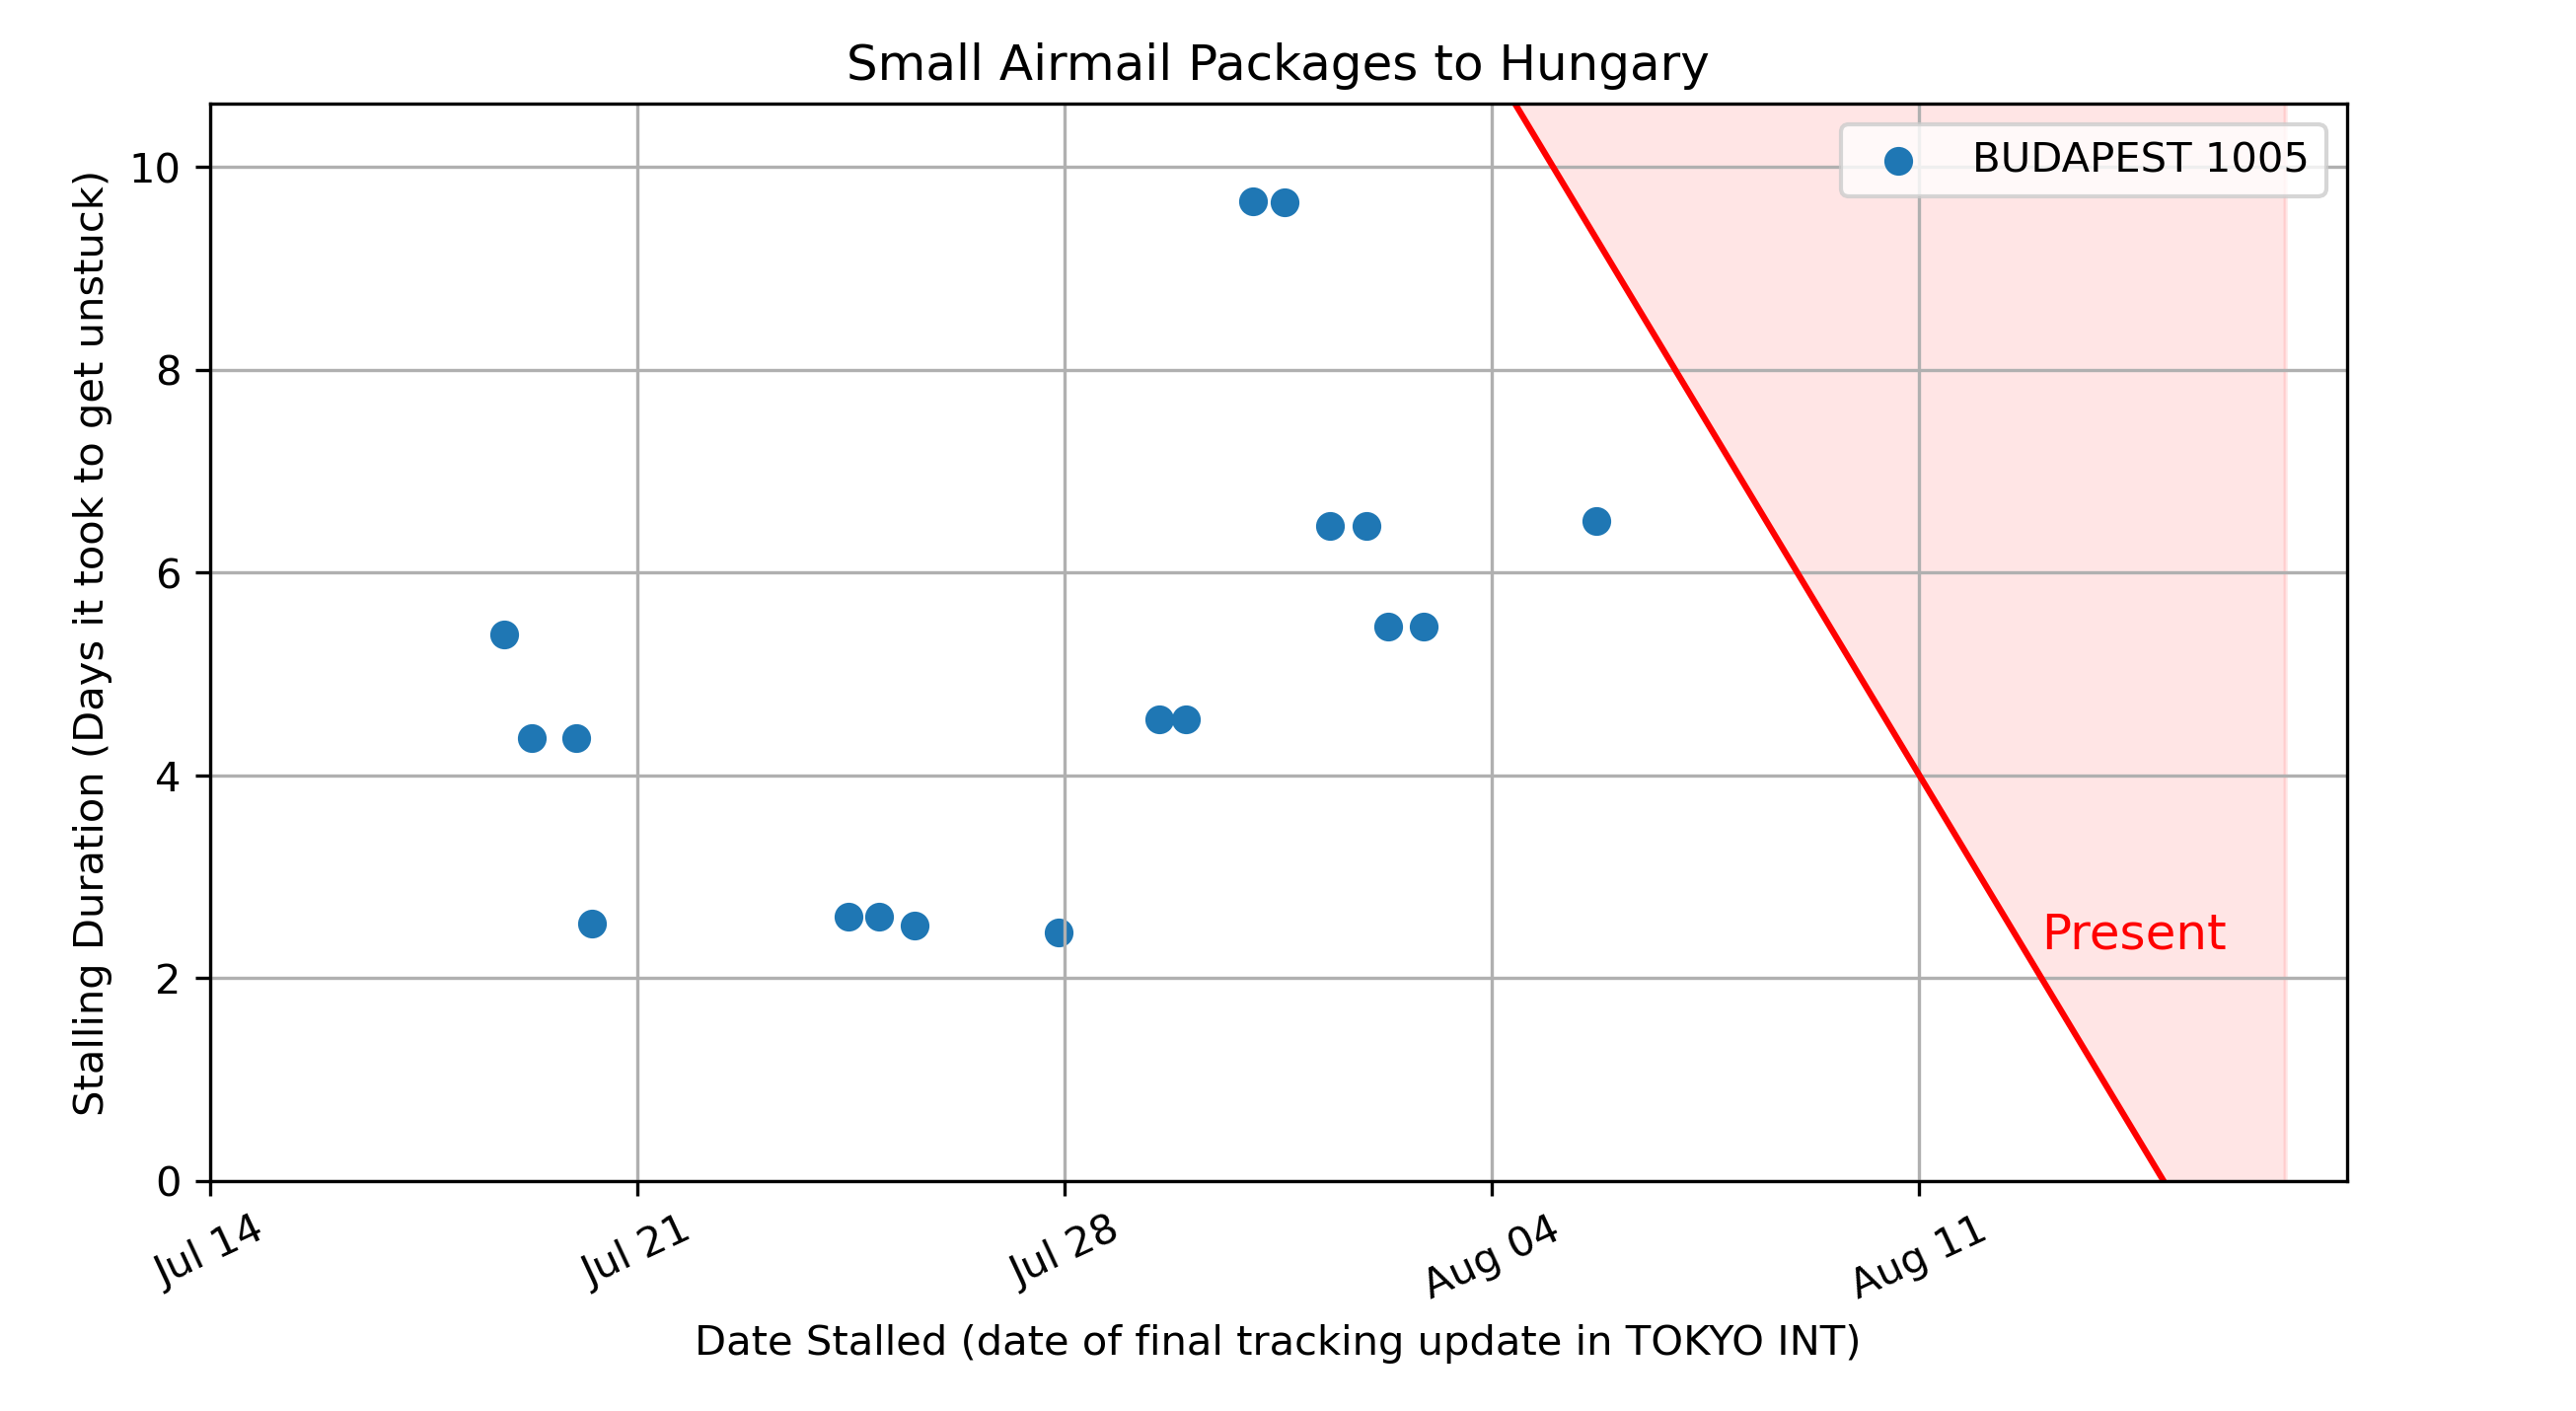 Small Airmail Packages to Hungary
BUDAPEST 1005
Stalling Duration (Days it took to get unstuck)
10
8
6
4
2
0
Present
Jul 14
Jul 21
Jul 28
Aug 04
Aug 11
Date Stalled (date of final tracking update in TOKYO INT)